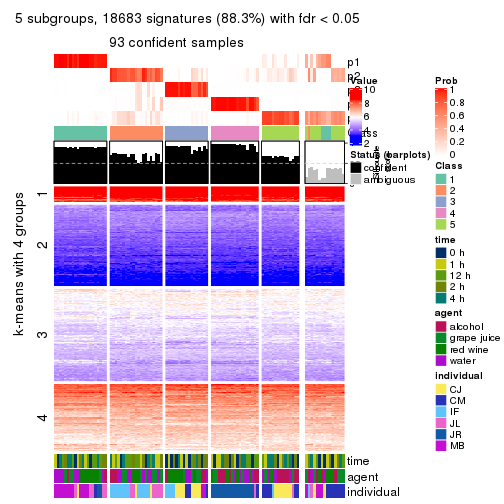 5 subgroups, 18683 signatures (88.3%) with fdr < 0.05
93 confident samples
p1
p2
Value
10
8
6
4
2
Status (barplots)
confident
ambiguous
k-means with 4 groups
1
2
3
4
time
agent
individual
Prob
1
0.8
0.6
0.4
0.2
0
Class
1
2
3
4
5
time
0 h
1 h
12 h
2 h
4 h
agent
alcohol
grape juice
red wine
water
individual
CJ
CM
IF
JL
JR
MB